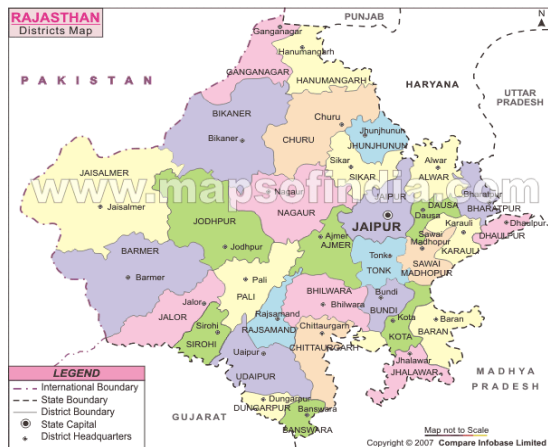 RAJASTHAN
Districts Map
PUNJAB
N
Ganganagar
Hanumangarh
PAKISTAN
GANGANAGAR
HANUMANGARH
HARYANA
UTTAR
PRADESH
BIKANER
Bikaner
Churu
CHURU
Jhunjhunun
JHUNJHUNUN
Sikar
SIKAR
Alwar
ALWAR
JAISALMER
Jaisalmer
www.mapsofindia.com
Nagaur
NAGAUR
JAIPUR
JAIPUR
Bharatpur
BHARATPUR
DAUSA
Dausa
JODHPUR
Jodhpur
Ajmer
AJMER
Sawai
Madhopur
SAWAI
MADHOPUR
Karauli
KARAULI
Dhaulpur
DHAULPUR
BARMER
Barmer
Tonk
TONK
Pali
PALI
BHILWARA
Bhilwara
Bundi
BUNDI
Jalor
JALOR
Rajsamand
RAJSAMAND
Sirohi
SIROHI
Chittaurgarh
CHITTAURGARH
Kota
KOTA
Baran
BARAN
Uaipur
UDAIPUR
Jhalawar
JHALAWAR
MADHYA
PRADESH
Dungarpur
DUNGARPUR
Banswara
BANSWARA
GUJARAT
LEGEND
International Boundary
State Boundary
District Boundary
State Capital
District Headquarters
Map not to Scale
Copyright © 2007 Compare Infobase Limited